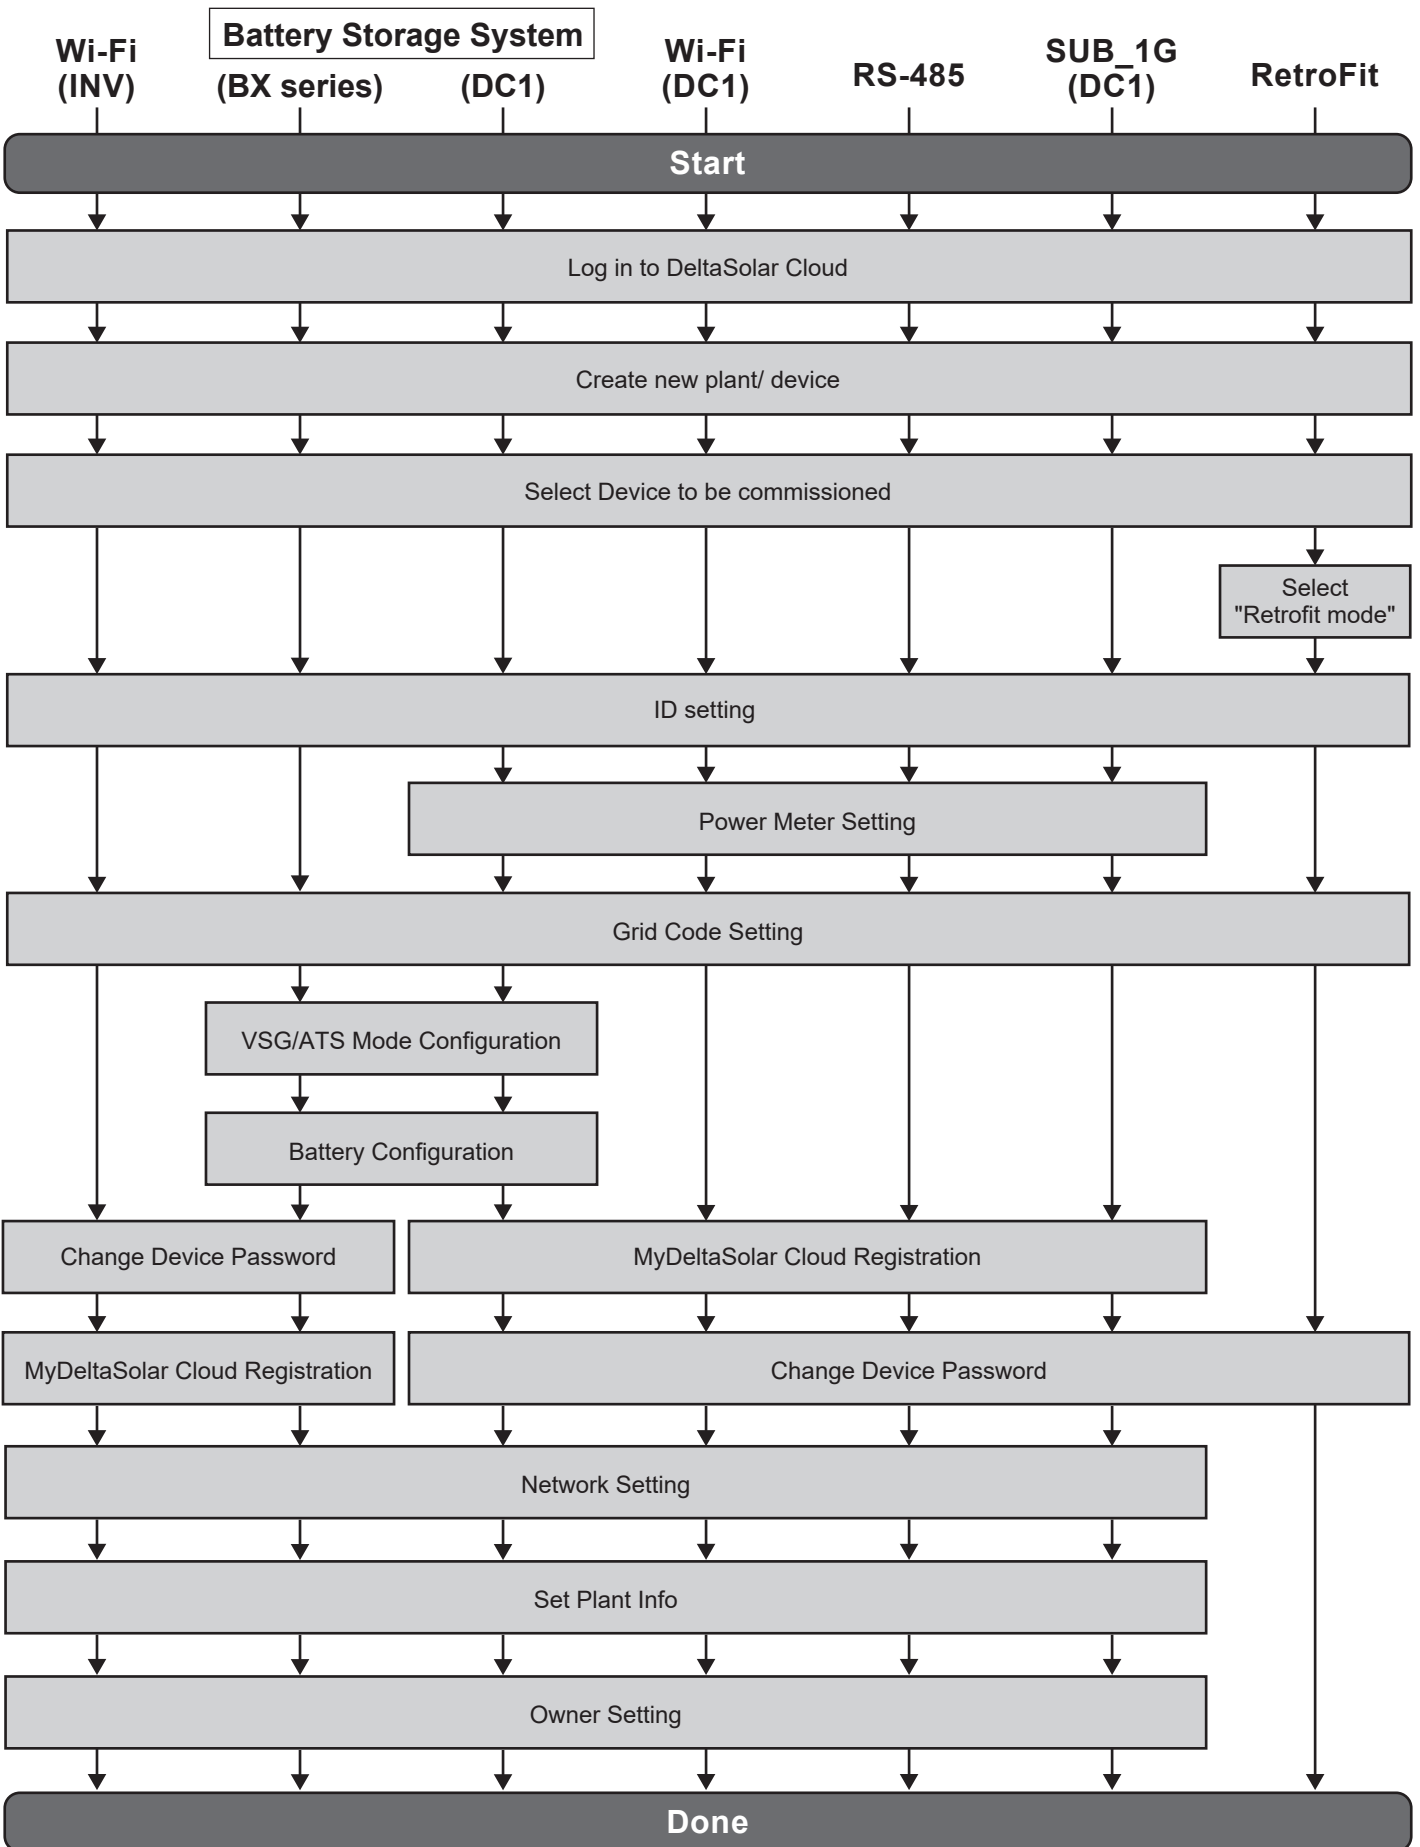 Battery Storage System
Wi-Fi
(INV)
(BX series)
(DC1)
Wi-Fi
(DC1)
RS-485
SUB_1G
(DC1)
RetroFit
Start
Log in to DeltaSolar Cloud
Create new plant/ device
Select Device to be commissioned
Select
"Retrofit mode"
ID setting
Power Meter Setting
Grid Code Setting
VSG/ATS Mode Configuration
Battery Configuration
Change Device Password
MyDeltaSolar Cloud Registration
MyDeltaSolar Cloud Registration
Change Device Password
Network Setting
Set Plant Info
Owner Setting
Done